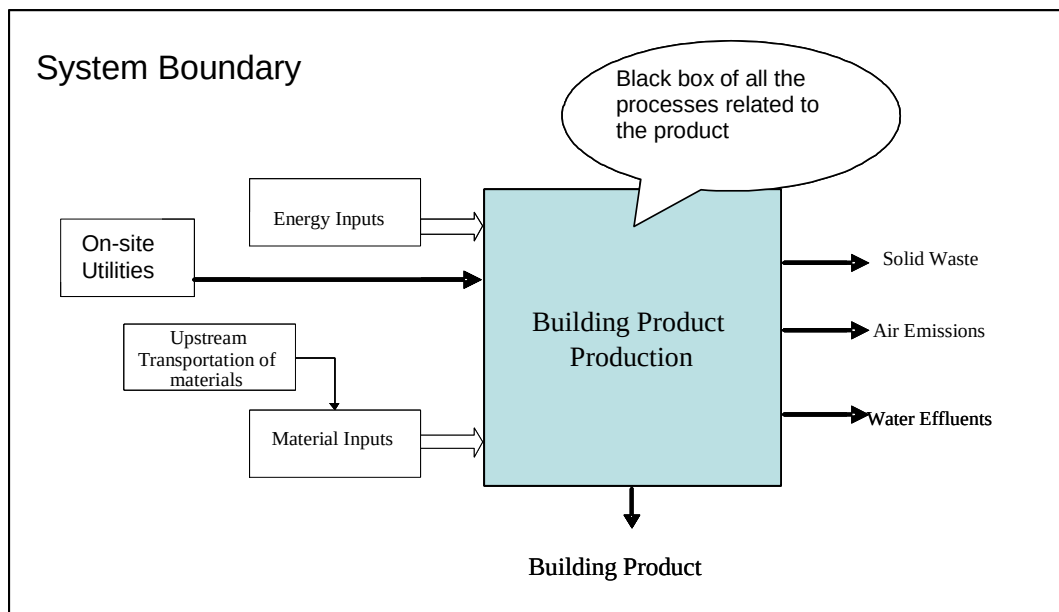 System Boundary
Black box of all the
processes related to
the product
Energy Inputs
On-site
Utilities
Solid Waste
Upstream
Transportation of
materials
Building Product
Production
Air Emissions
Material Inputs
Water Effluents
Building Product